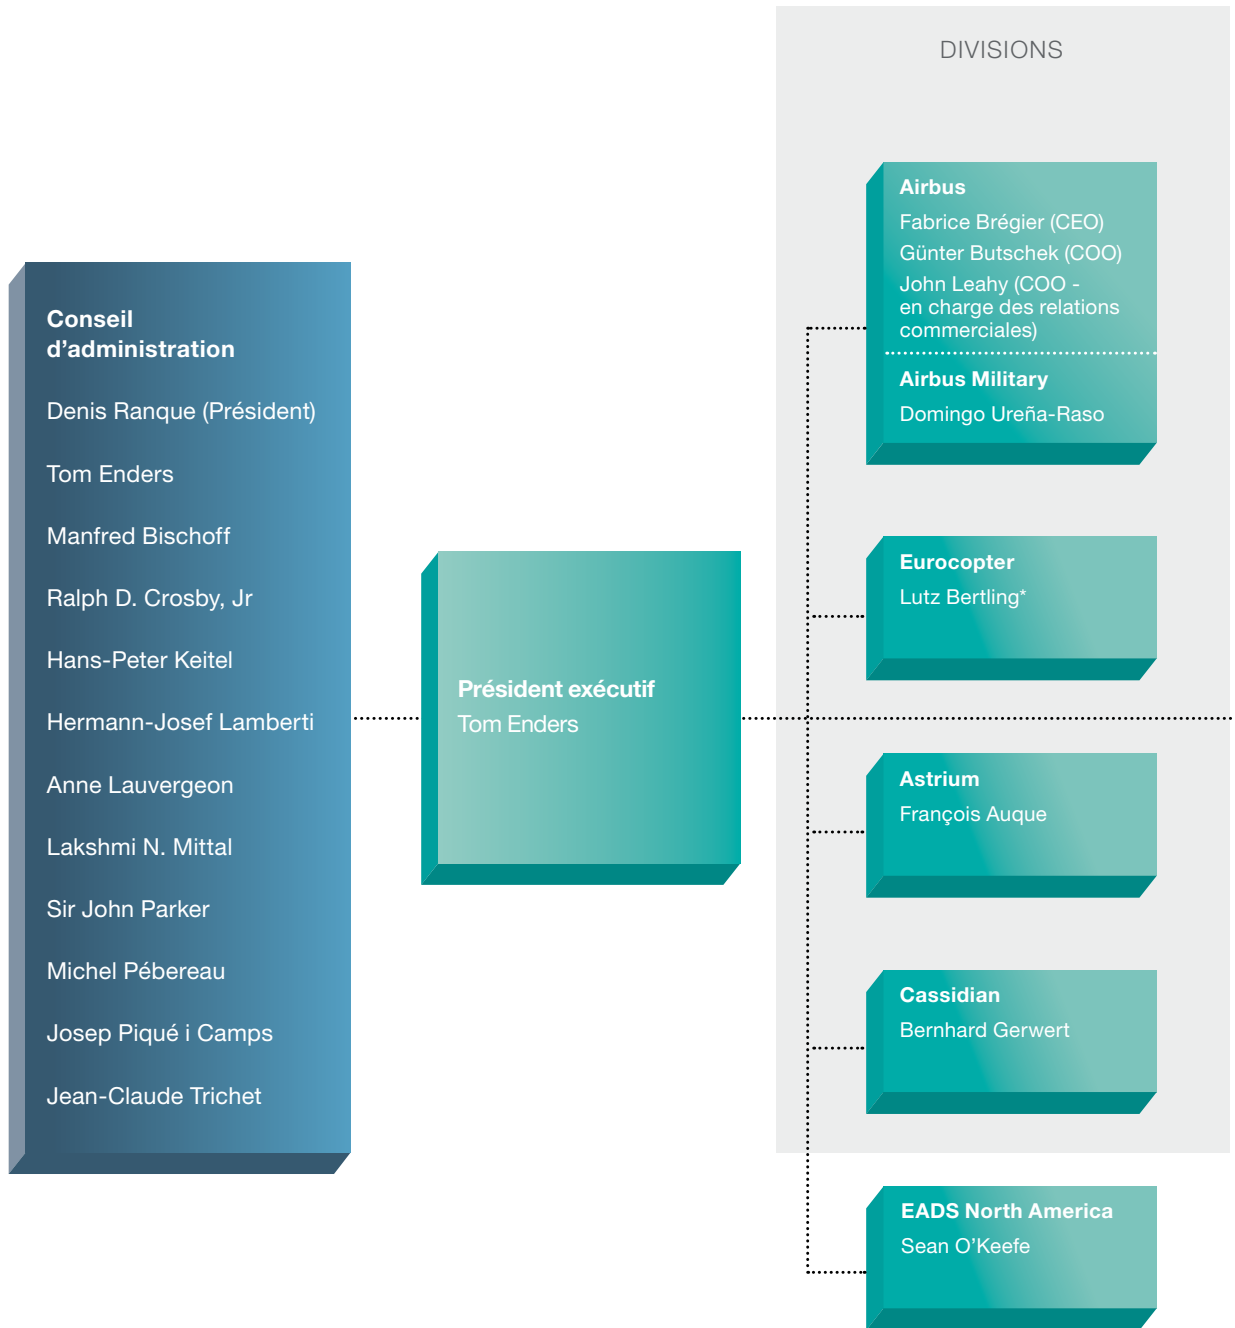 Conseil
d’administration
Denis Ranque (Président)
Tom Enders
Manfred Bischoff
Ralph D. Crosby, Jr
Hans-Peter Keitel
Hermann-Josef Lamberti
Anne Lauvergeon
Lakshmi N. Mittal
Sir John Parker
Michel Pébereau
Josep Piqué i Camps
Jean-Claude Trichet
Président exécutif
Tom Enders
DIVISIONS
Airbus
Fabrice Brégier (CEO)
Günter Butschek (COO)
John Leahy (COO -
en charge des relations
commerciales)
Airbus Military
Domingo Ureña-Raso
Eurocopter
Lutz Bertling*
Astrium
François Auque
Cassidian
Bernhard Gerwert
EADS North America
Sean O’Keefe